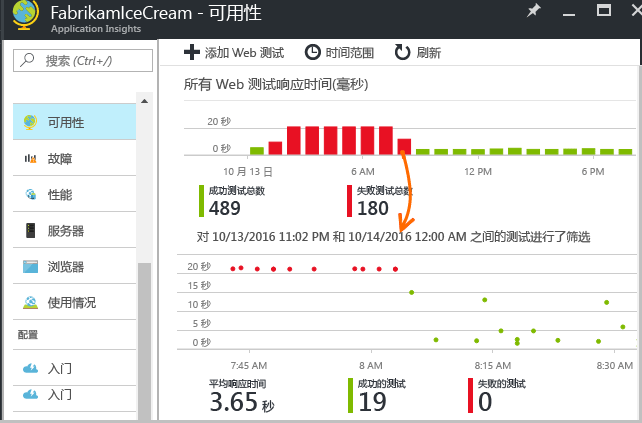 FabrikamIceCream - 可用性
Application Insights
搜索 (Ctrl+/)
可用性
故障
性能
服务器
浏览器
使用情况
配置
入门
入门
添加 Web 测试
时间范围
刷新
所有 Web 测试响应时间(毫秒)
20 秒
0 秒
10 月 13 日
6 AM
12 PM
6 PM
成功测试总数
489
失败测试总数
180
对 10/13/2016 11:02 PM 和 10/14/2016 12:00 AM 之间的测试进行了筛选
20 秒
15 秒
10 秒
5 秒
0 秒
7:45 AM
8 AM
8:15 AM
8:30 AM
平均响应时间
3.65 秒
成功的测试
19
失败的测试
0